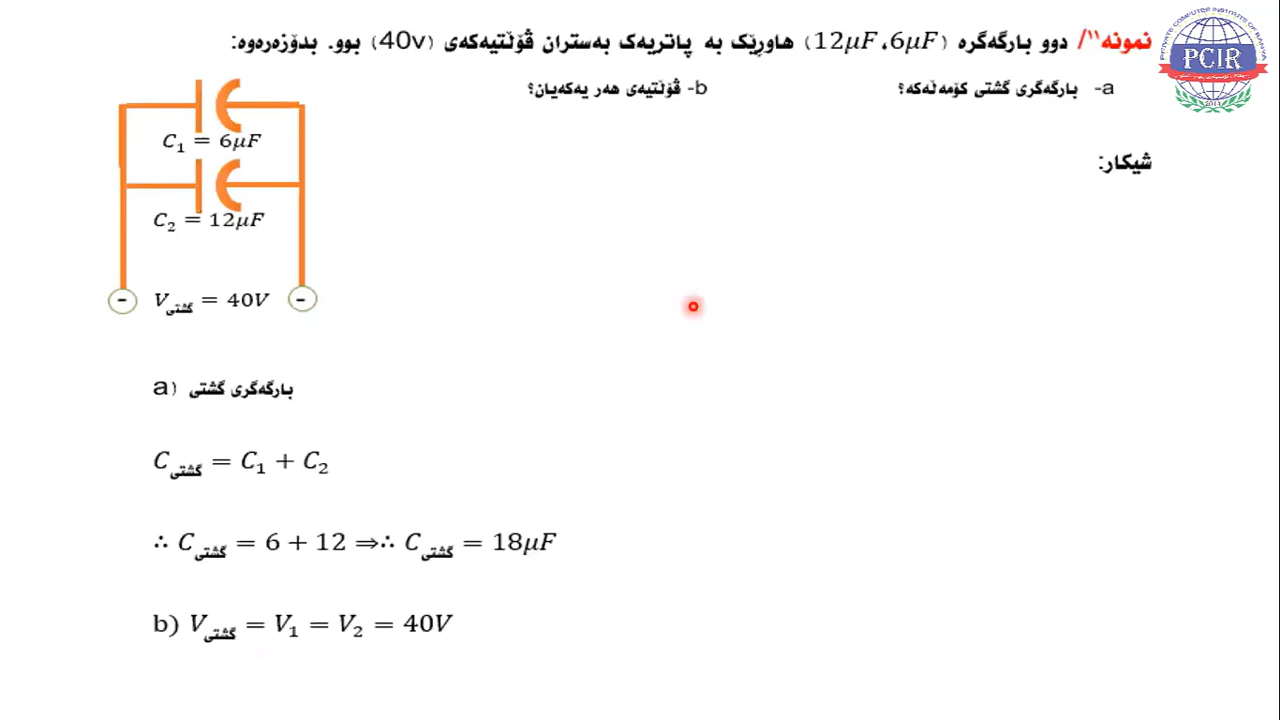 نمونه١١/ دوو بارگەگرە (12μF،6μF) هاوڕێک بە پاتریەک بەستران ڤۆڵتیەکەی (40v) بوو. بدۆزەرەوە:
a- بارگەگری گشتی کۆمەڵەکە؟ b- ڤۆڵتیەی هەر یەکەیان؟
شیکار:
C₁ = 6μF
C₂ = 12μF
- V گشتی = 40V -
a) بارگەگری گشتی
C گشتی = C₁ + C₂
∴ C گشتی = 6 + 12 ⇒∴ C گشتی = 18μF
b) V گشتی = V₁ = V₂ = 40V
PCIR